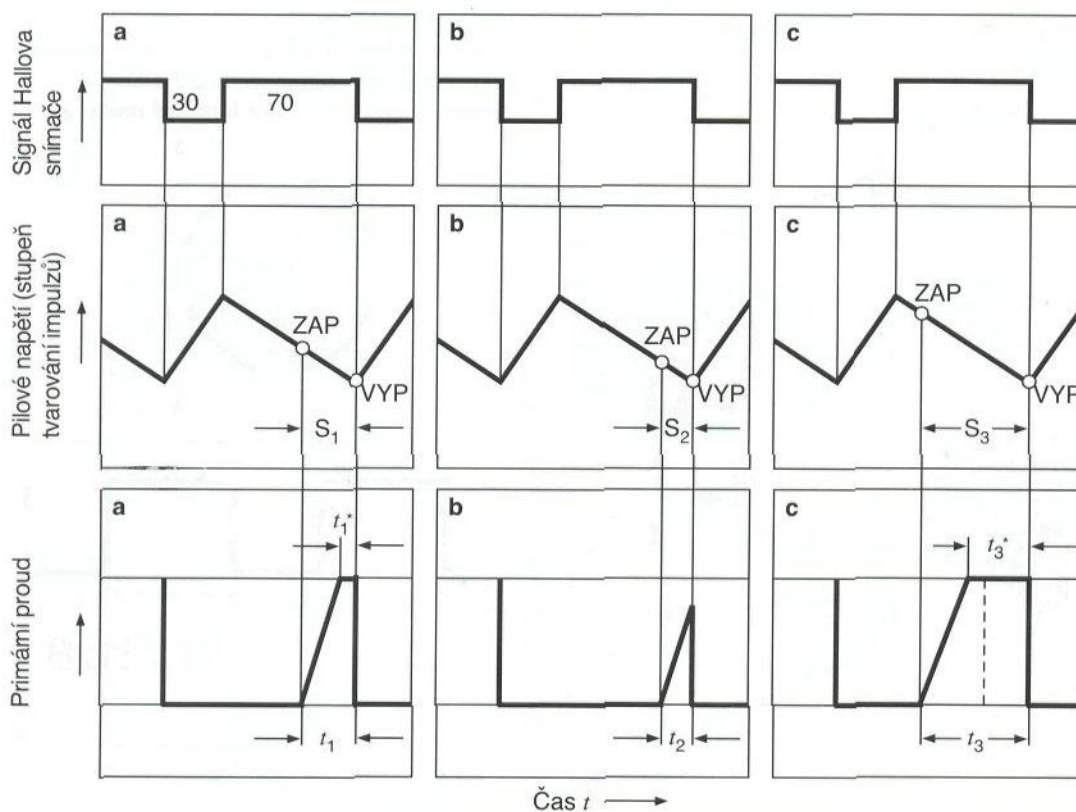 Signál Hallova
snímače
a
30
70
b
c
Pilové napětí (stupeň
tvarování impulzů)
a
ZAP
VYP
S1
b
ZAP
VYP
S2
c
ZAP
VYP
S3
Primární proud
a
t1*
t1
b
t2
c
t3*
t3
Čas t